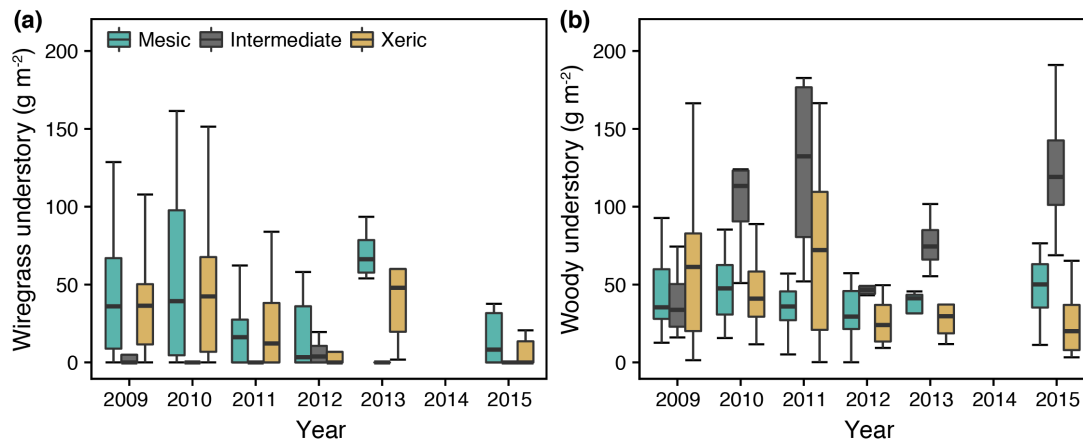 (a)
Mesic Intermediate Xeric
Wiregrass understory (g m-2)
200
150
100
50
0
2009 2010 2011 2012 2013 2014 2015
Year
(b)
Woody understory (g m-2)
200
150
100
50
0
2009 2010 2011 2012 2013 2014 2015
Year